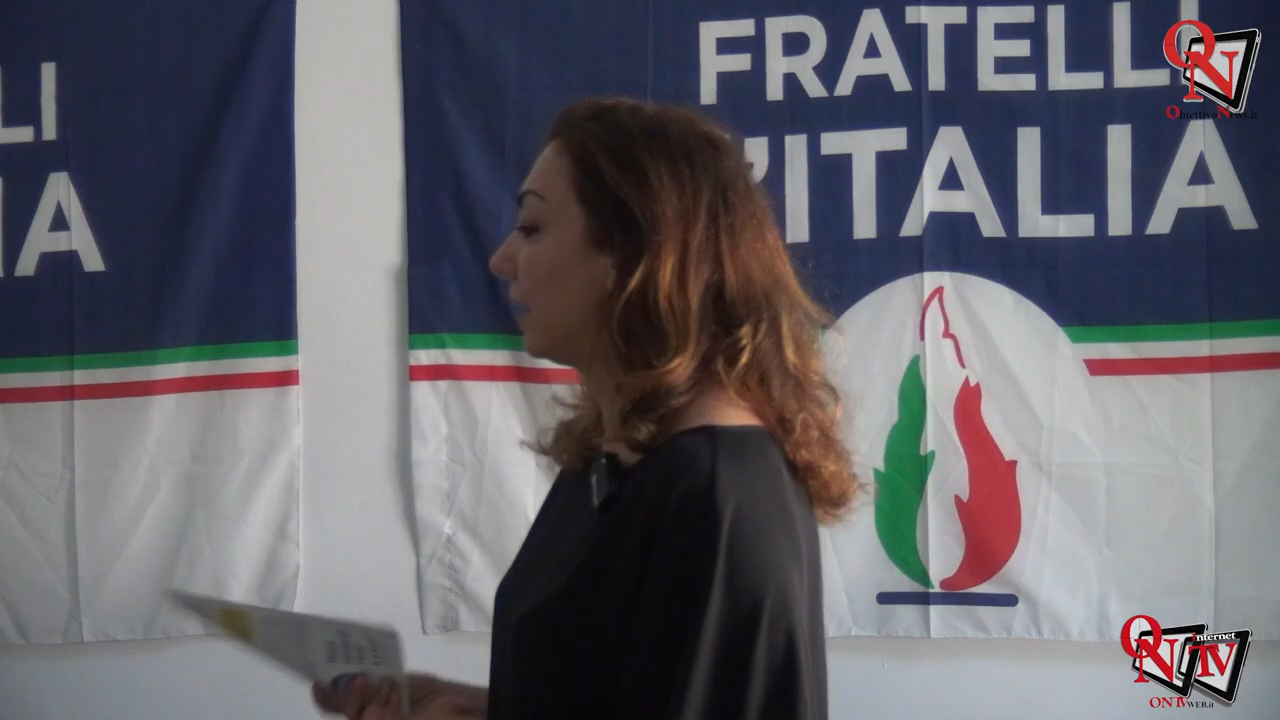 LI
IA
FRATELLI
D'ITALIA
ON
ObiettivoNews.it
ON internet TV
ONTVWEB.it